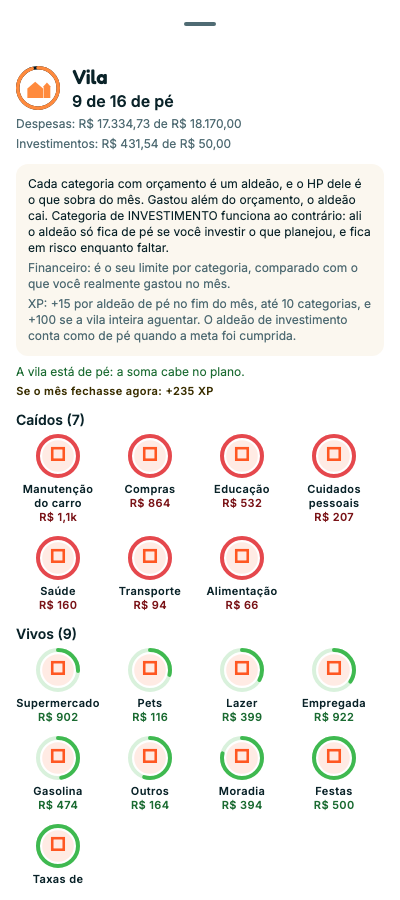 Vila
9 de 16 de pé
Despesas: R$ 17.334,73 de R$ 18.170,00
Investimentos: R$ 431,54 de R$ 50,00
Cada categoria com orçamento é um aldeão, e o HP dele é
o que sobra do mês. Gastou além do orçamento, o aldeão
cai. Categoria de INVESTIMENTO funciona ao contrário: ali
o aldeão só fica de pé se você investir o que planejou, e fica
em risco enquanto faltar.
Financeiro: é o seu limite por categoria, comparado com o
que você realmente gastou no mês.
XP: +15 por aldeão de pé no fim do mês, até 10 categorias, e
+100 se a vila inteira aguentar. O aldeão de investimento
conta como de pé quando a meta foi cumprida.
A vila está de pé: a soma cabe no plano.
Se o mês fechasse agora: +235 XP
Caídos (7)
Manutenção
do carro
R$ 1,1k
Compras
R$ 864
Educação
R$ 532
Cuidados
pessoais
R$ 207
Saúde
R$ 160
Transporte
R$ 94
Alimentação
R$ 66
Vivos (9)
Supermercado
R$ 902
Pets
R$ 116
Lazer
R$ 399
Empregada
R$ 922
Gasolina
R$ 474
Outros
R$ 164
Moradia
R$ 394
Festas
R$ 500
Taxas de